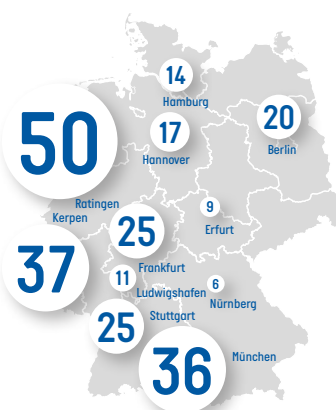 14
Hamburg
50
17
Hannover
20
Berlin
Ratingen
Kerpen
9
Erfurt
25
37
Frankfurt
11
Ludwigshafen
6
Nürnberg
25
Stuttgart
36
München